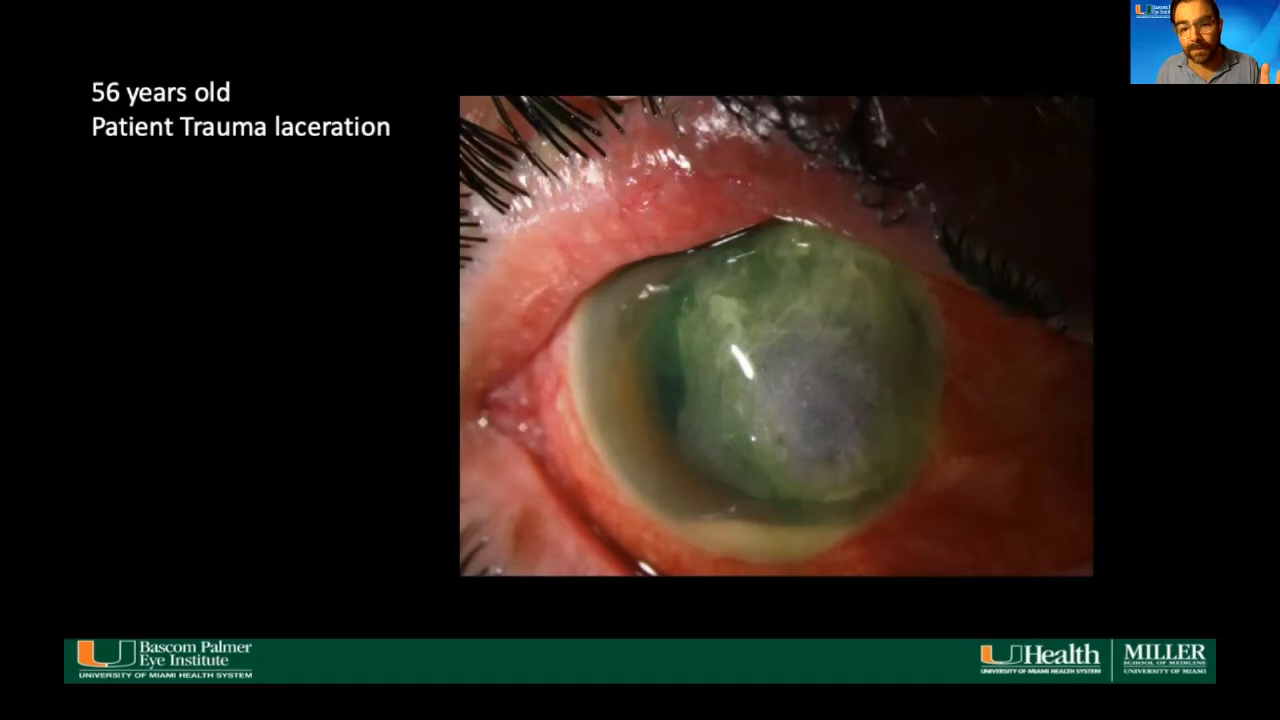 56 years old
Patient Trauma laceration
Bascom Palmer
Eye Institute
UNIVERSITY OF MIAMI HEALTH SYSTEM
UHealth
UNIVERSITY OF MIAMI HEALTH SYSTEM
MILLER
SCHOOL OF MEDICINE
UNIVERSITY OF MIAMI